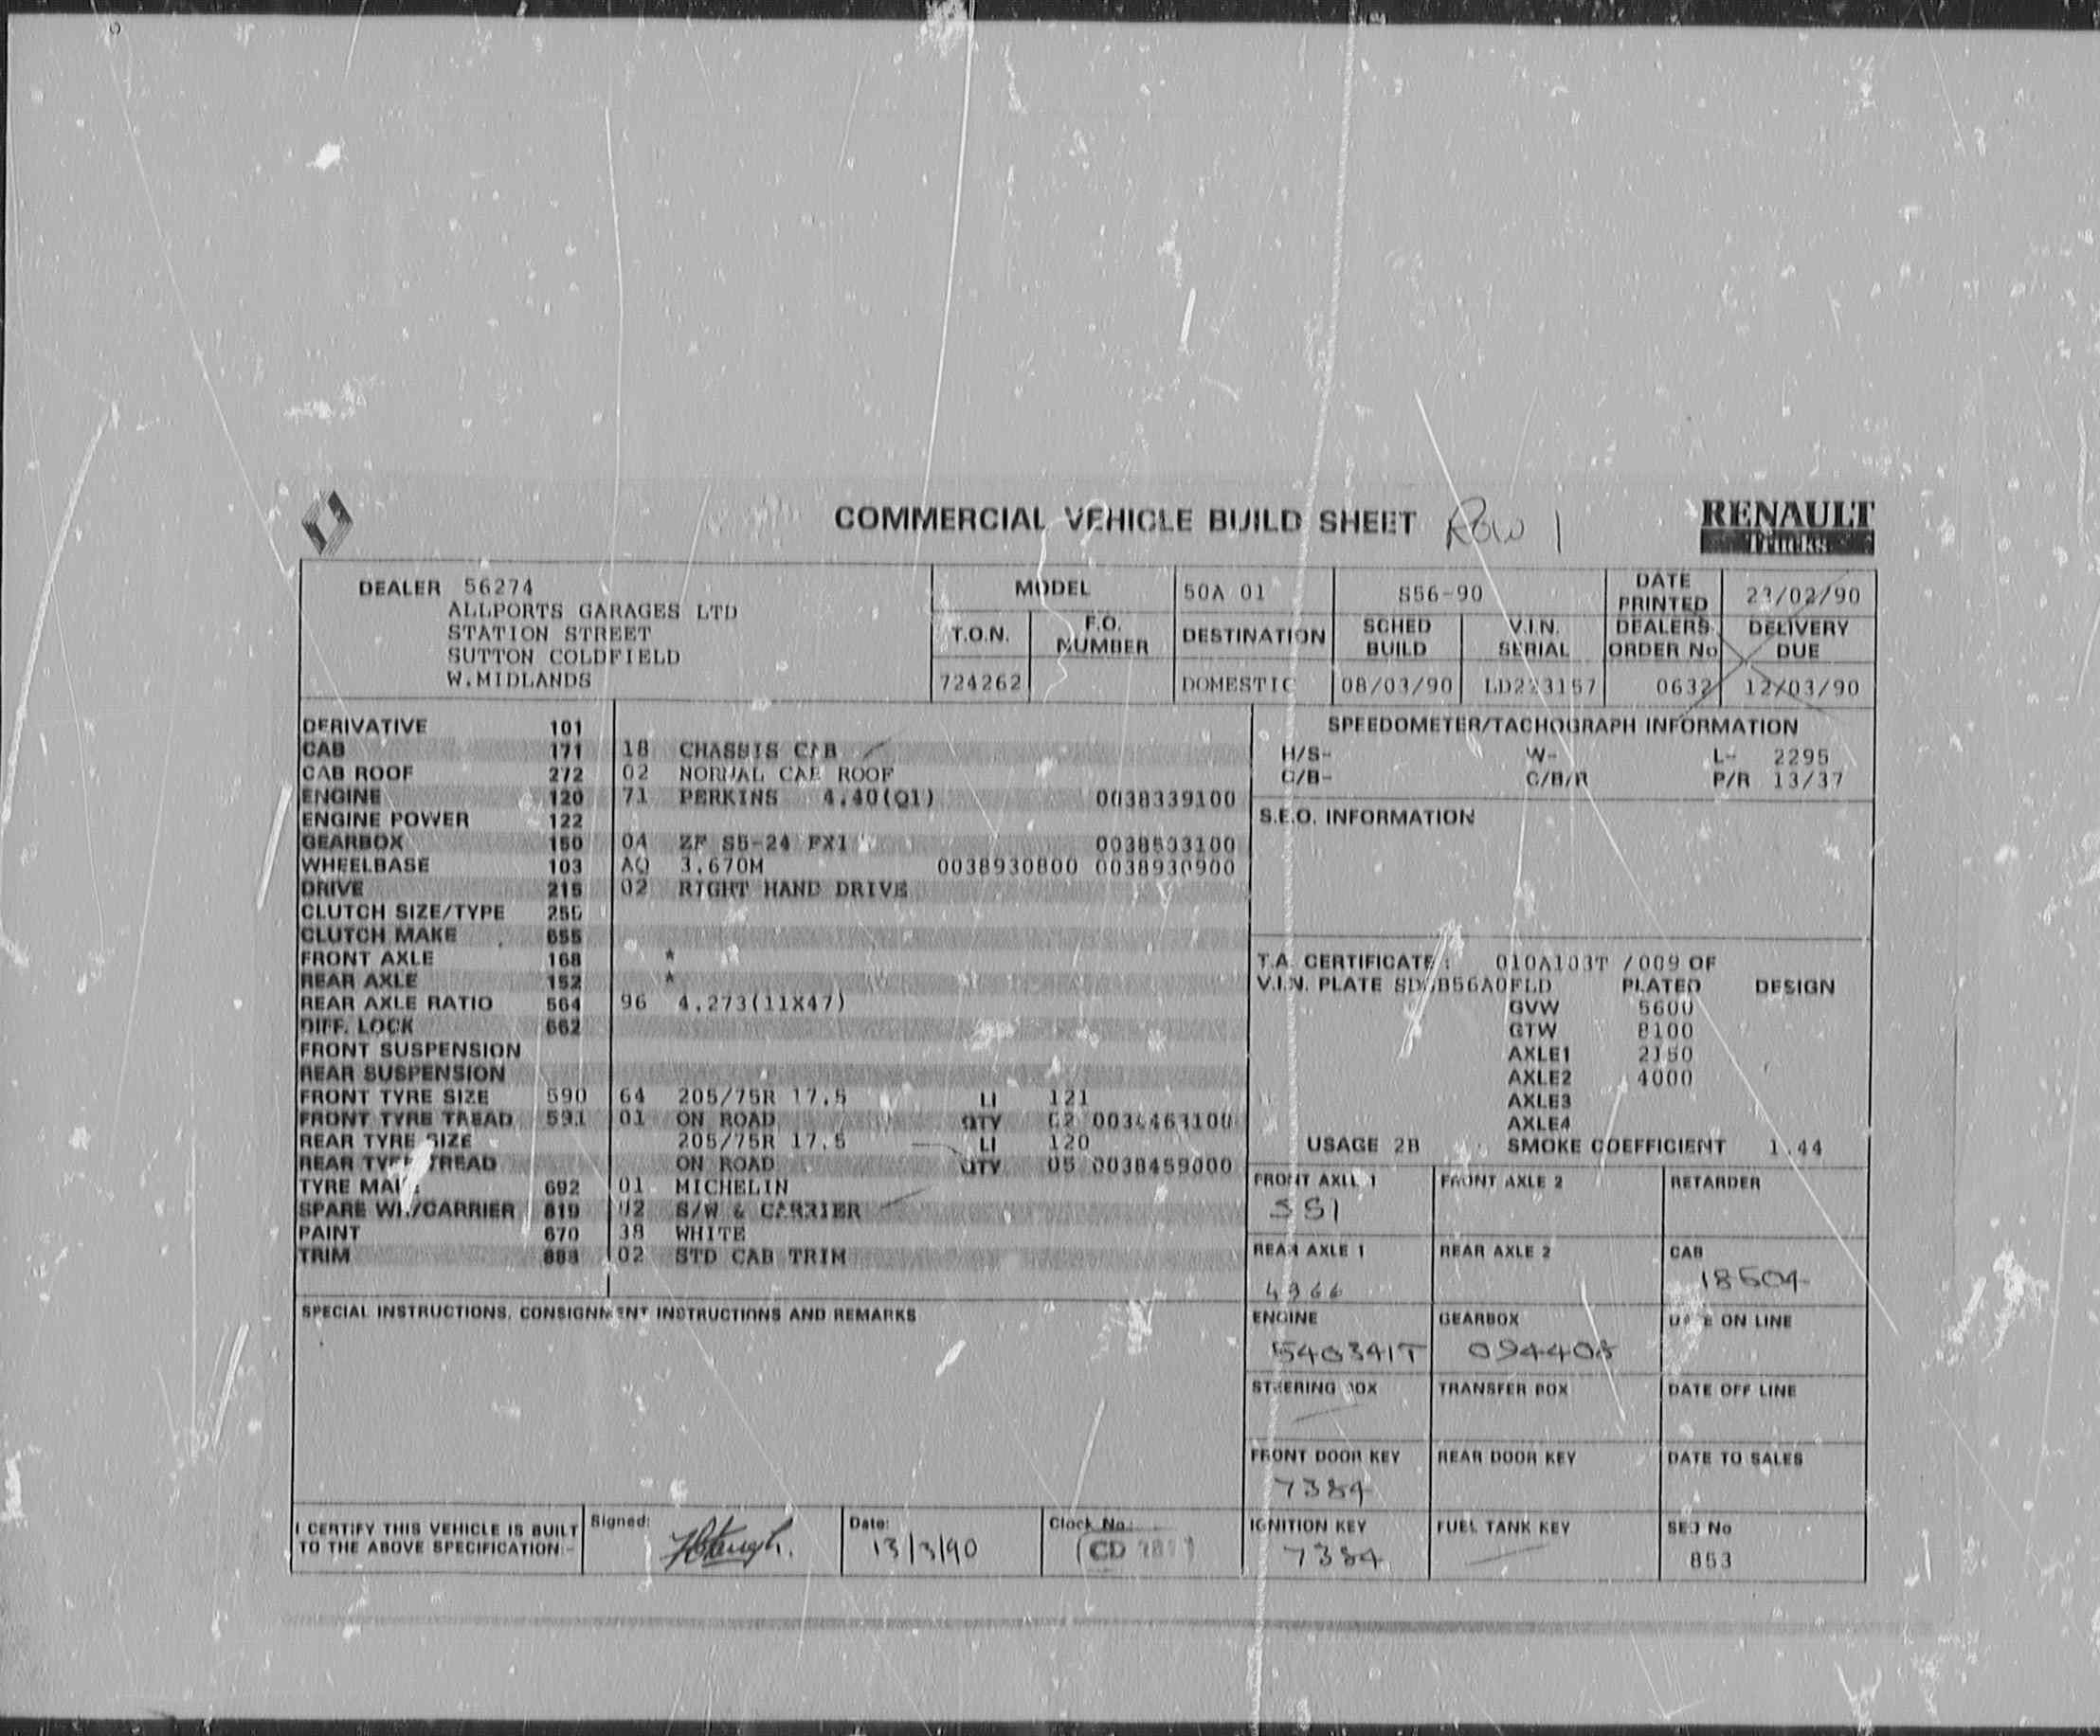 COMMERCIAL VEHICLE BUILD SHEET Row 1
RENAULT
Trucks
DEALER 56274
ALLPORTS GARAGES LTD
STATION STREET
SUTTON COLDFIELD
W.MIDLANDS
MODEL 50A 01 S56-90 DATE PRINTED 23/02/90
T.O.N. F.O. NUMBER DESTINATION SCHED BUILD V.I.N. SERIAL DEALERS ORDER No DELIVERY DUE
724262 DOMESTIC 08/03/90 0632 12/03/90
DERIVATIVE 101
CAB 171 18 CHASSIS CAB
CAB ROOF 272 02 NORMAL CAB ROOF
ENGINE 120 71 PERKINS 4.40(Q1) 0038339100
ENGINE POWER 122
GEARBOX 150 04 ZF S5-24 PX1 0038503100
WHEELBASE 103 AQ 3.670M 0038930800 0038930900
DRIVE 215 02 RIGHT HAND DRIVE
CLUTCH SIZE/TYPE 255
CLUTCH MAKE 655
FRONT AXLE 168 *
REAR AXLE 152 *
REAR AXLE RATIO 564 96 4.273(11X47)
DIFF. LOCK 662
FRONT SUSPENSION
REAR SUSPENSION
FRONT TYRE SIZE 590 64 205/75R 17.5 LI 121
FRONT TYRE TREAD 591 01 ON ROAD QTY 02
REAR TYRE SIZE 205/75R 17.5 LI 120
REAR TYRE TREAD ON ROAD QTY 05 0038459000
TYRE MAKE 692 01 MICHELIN
SPARE WH/CARRIER 819 02 S/W & CARRIER
PAINT 670 38 WHITE
TRIM 888 02 STD CAB TRIM
SPEEDOMETER/TACHOGRAPH INFORMATION
H/S- W- L- 2295
C/B- C/B/R P/R 13/37
S.E.O. INFORMATION
T.A. CERTIFICATE: 010A103T /009 OF
V.I.N. PLATE PLATED DESIGN
GVW 5600
GTW 8100
AXLE1 2150
AXLE2 4000
AXLE3
AXLE4
USAGE 2B SMOKE COEFFICIENT 1.44
FRONT AXLE 1 FRONT AXLE 2 RETARDER
551
REAR AXLE 1 REAR AXLE 2 CAB
4966 18504
ENGINE GEARBOX DATE ON LINE
540341T 094408
STEERING BOX TRANSFER BOX DATE OFF LINE
FRONT DOOR KEY REAR DOOR KEY DATE TO SALES
7384
IGNITION KEY FUEL TANK KEY SEQ No
7384 853
SPECIAL INSTRUCTIONS, CONSIGNMENT INSTRUCTIONS AND REMARKS
I CERTIFY THIS VEHICLE IS BUILT
TO THE ABOVE SPECIFICATION:-
Signed: Date: 13/3/90 Clock No.: CD